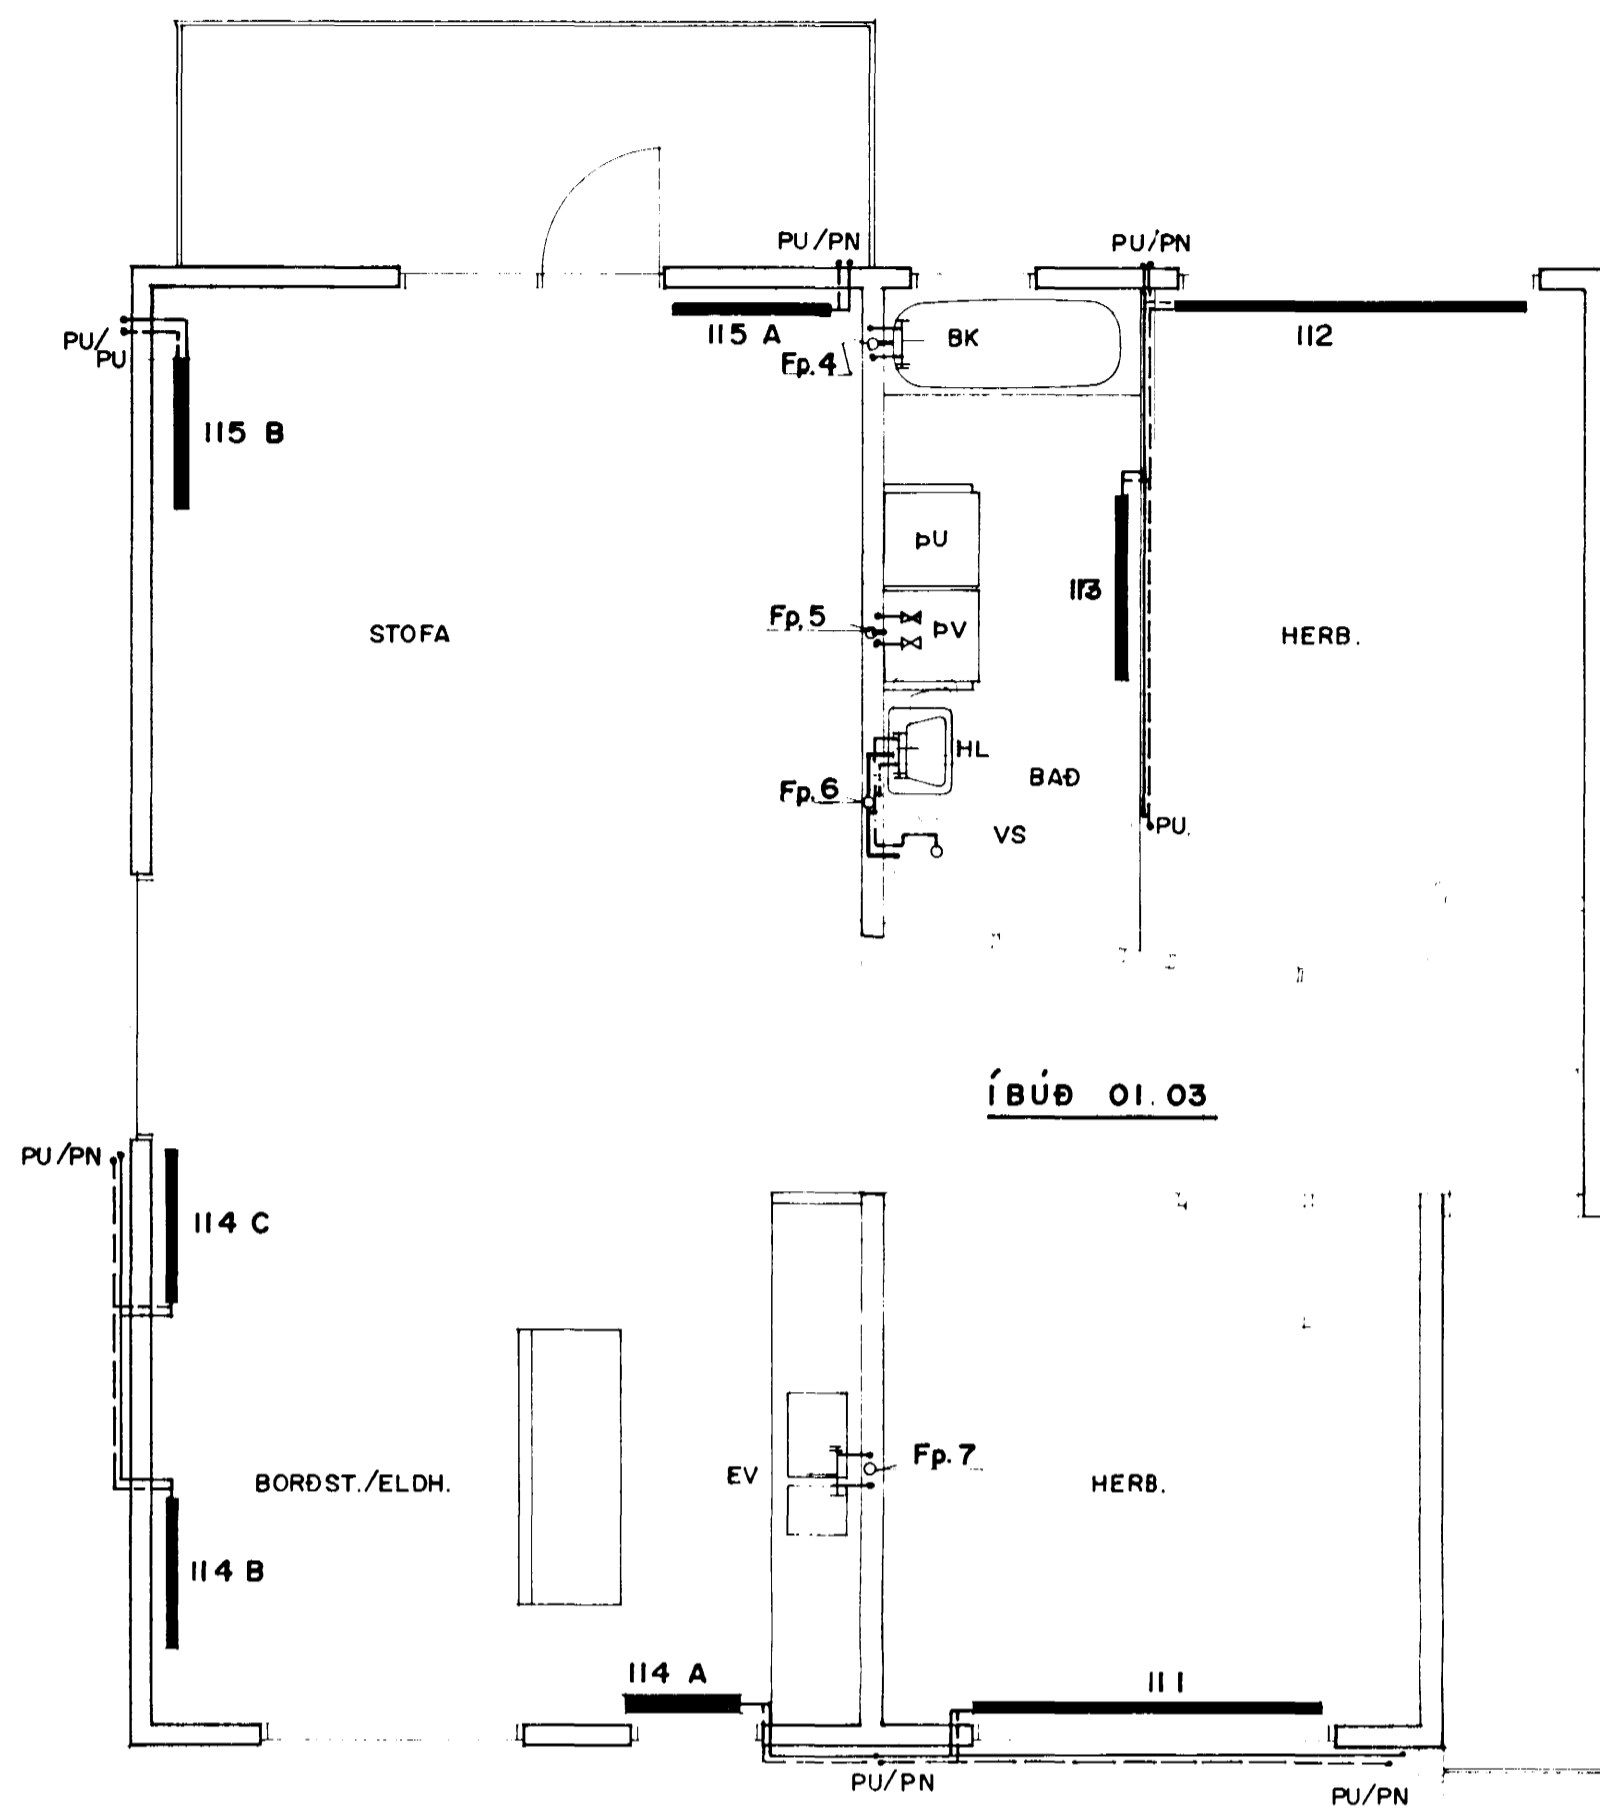 PU/PN
PU/PN
PU/
PU
115 A
Fp.4
BK
112
115 B
ÞU
113
Fp.5
ÞV
STOFA
HERB.
HL
BAÐ
Fp.6
VS
PU.
ÍBÚÐ 01.03
PU/PN
114 C
Fp.7
EV
BORÐST./ELDH.
HERB.
114 B
114 A
111
PU/PN
PU/PN